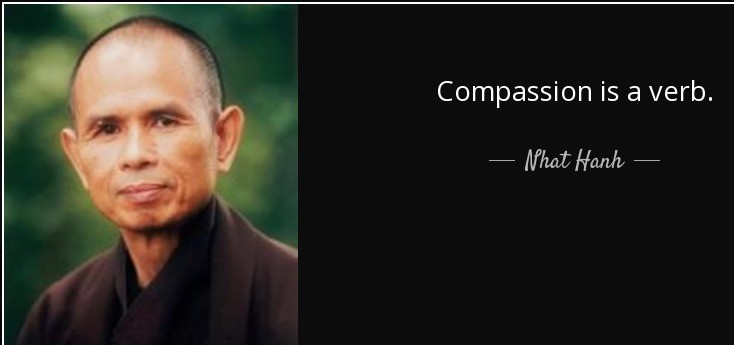 Compassion is a verb.
— Nhat Hanh —